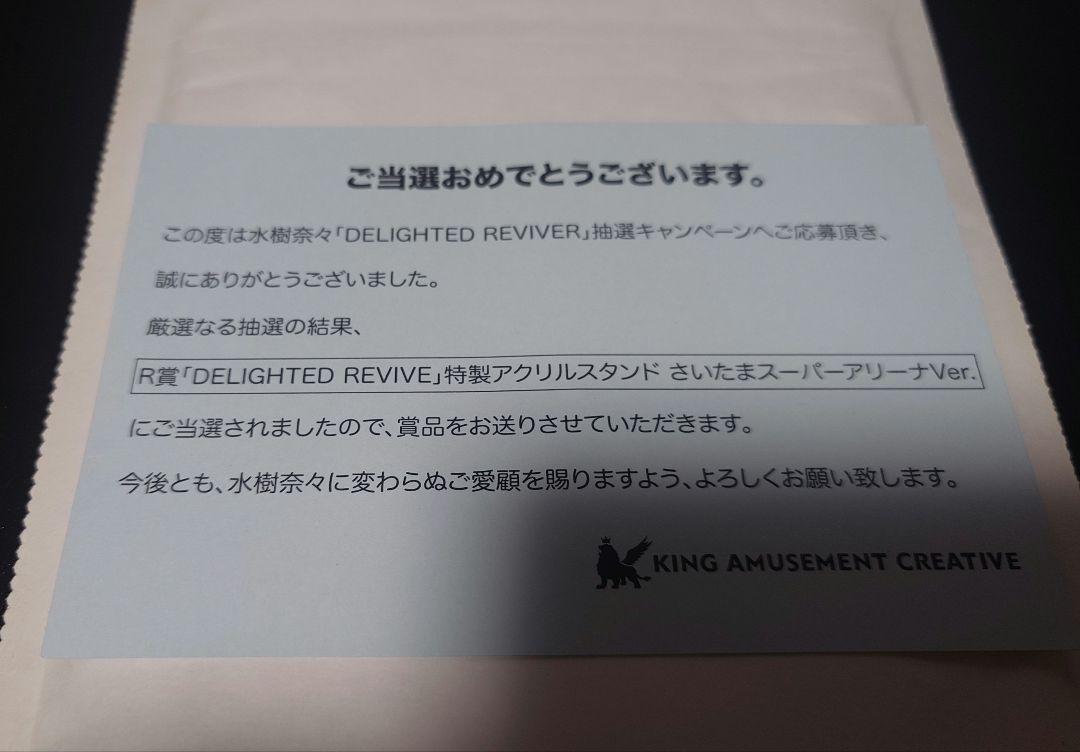 ご当選おめでとうございます。
この度は水樹奈々｢DELIGHTED REVIVER｣抽選キャンペーンへご応募頂き、
誠にありがとうございました。
厳選なる抽選の結果、
R賞｢DELIGHTED REVIVE｣特製アクリルスタンド さいたまスーパーアリーナVer.
にご当選されましたので、賞品をお送りさせていただきます。
今後とも、水樹奈々に変わらぬご愛顧を賜りますよう、よろしくお願い致します。
KING AMUSEMENT CREATIVE